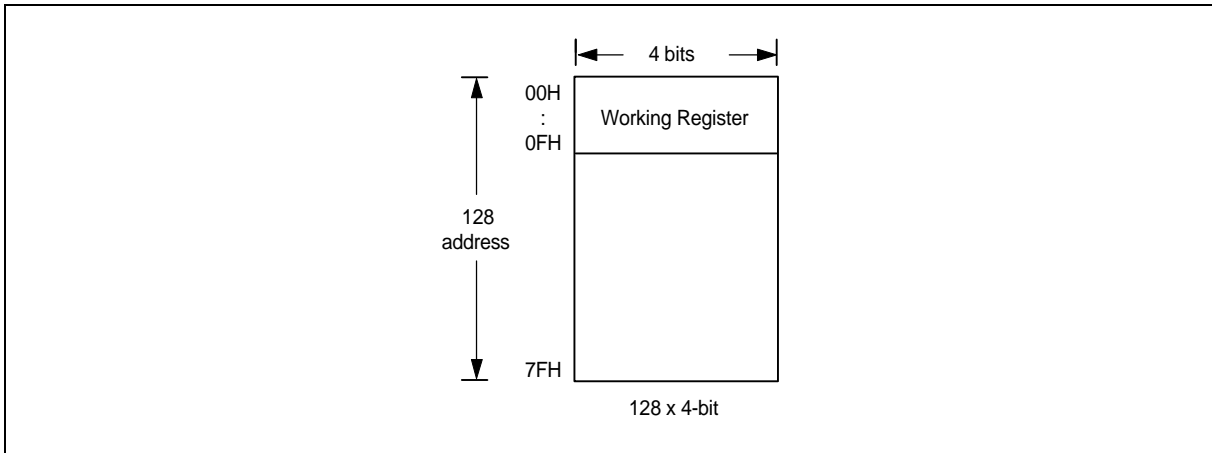 4 bits
00H
:
0FH
Working Register
128
address
7FH
128 x 4-bit